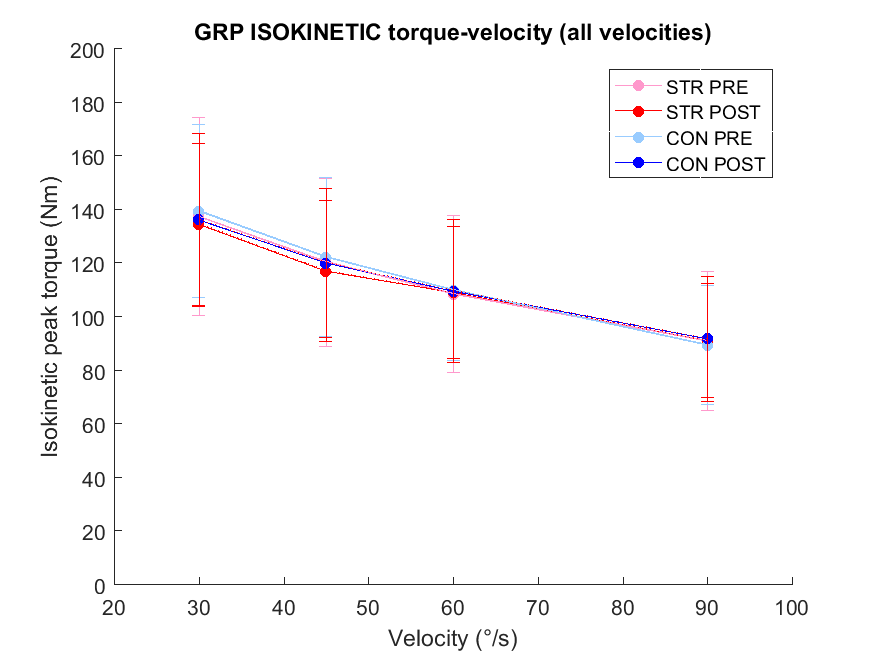 GRP ISOKINETIC torque-velocity (all velocities)
200
180
160
140
120
100
80
60
40
20
0
Isokinetic peak torque (Nm)
STR PRE
STR POST
CON PRE
CON POST
20 30 40 50 60 70 80 90 100
Velocity (°/s)